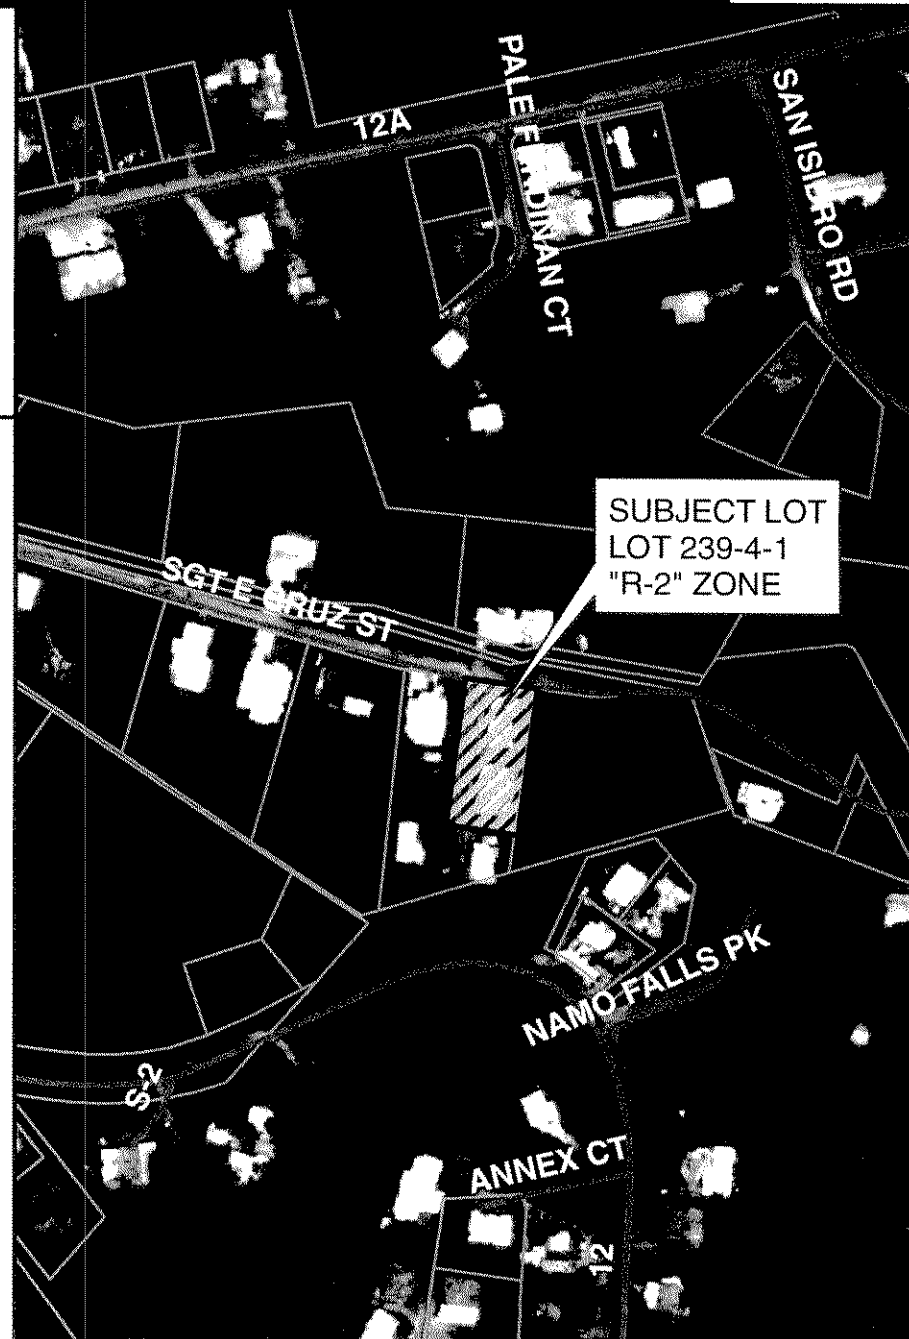 12A
PALE FERDINAN CT
SAN ISIDRO RD
SUBJECT LOT
LOT 239-4-1
"R-2" ZONE
SGT E CRUZ ST
NAMO FALLS PK
S-2
ANNEX CT
12